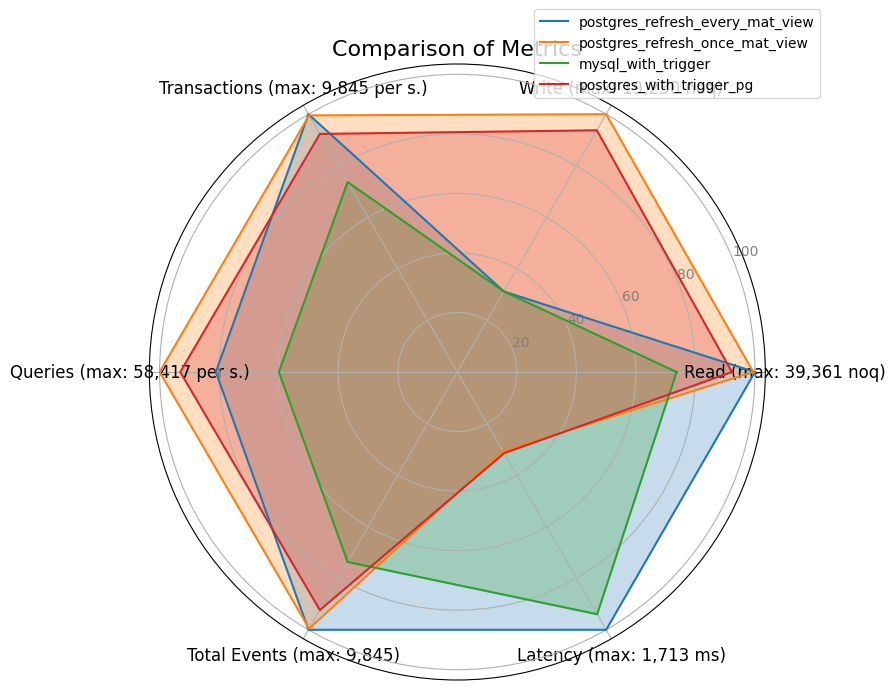 Comparison of Metrics
postgres_refresh_every_mat_view
postgres_refresh_once_mat_view
mysql_with_trigger
postgres_with_trigger_pg
Transactions (max: 9,845 per s.)
Write (max:
100
80
60
40
20
Queries (max: 58,417 per s.)
Read (max: 39,361 noq)
Total Events (max: 9,845)
Latency (max: 1,713 ms)